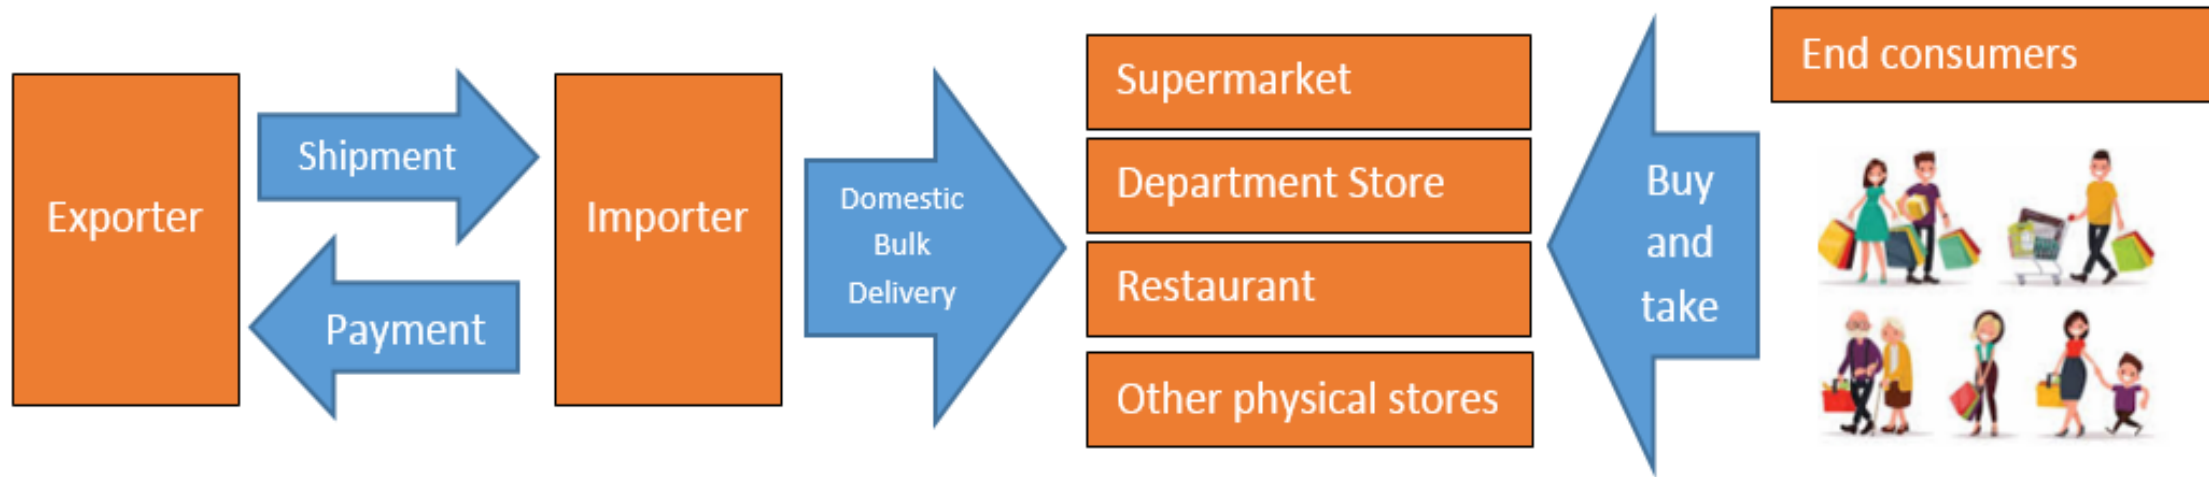 Exporter
Shipment
Payment
Importer
Domestic
Bulk
Delivery
Supermarket
Department Store
Restaurant
Other physical stores
Buy
and
take
End consumers